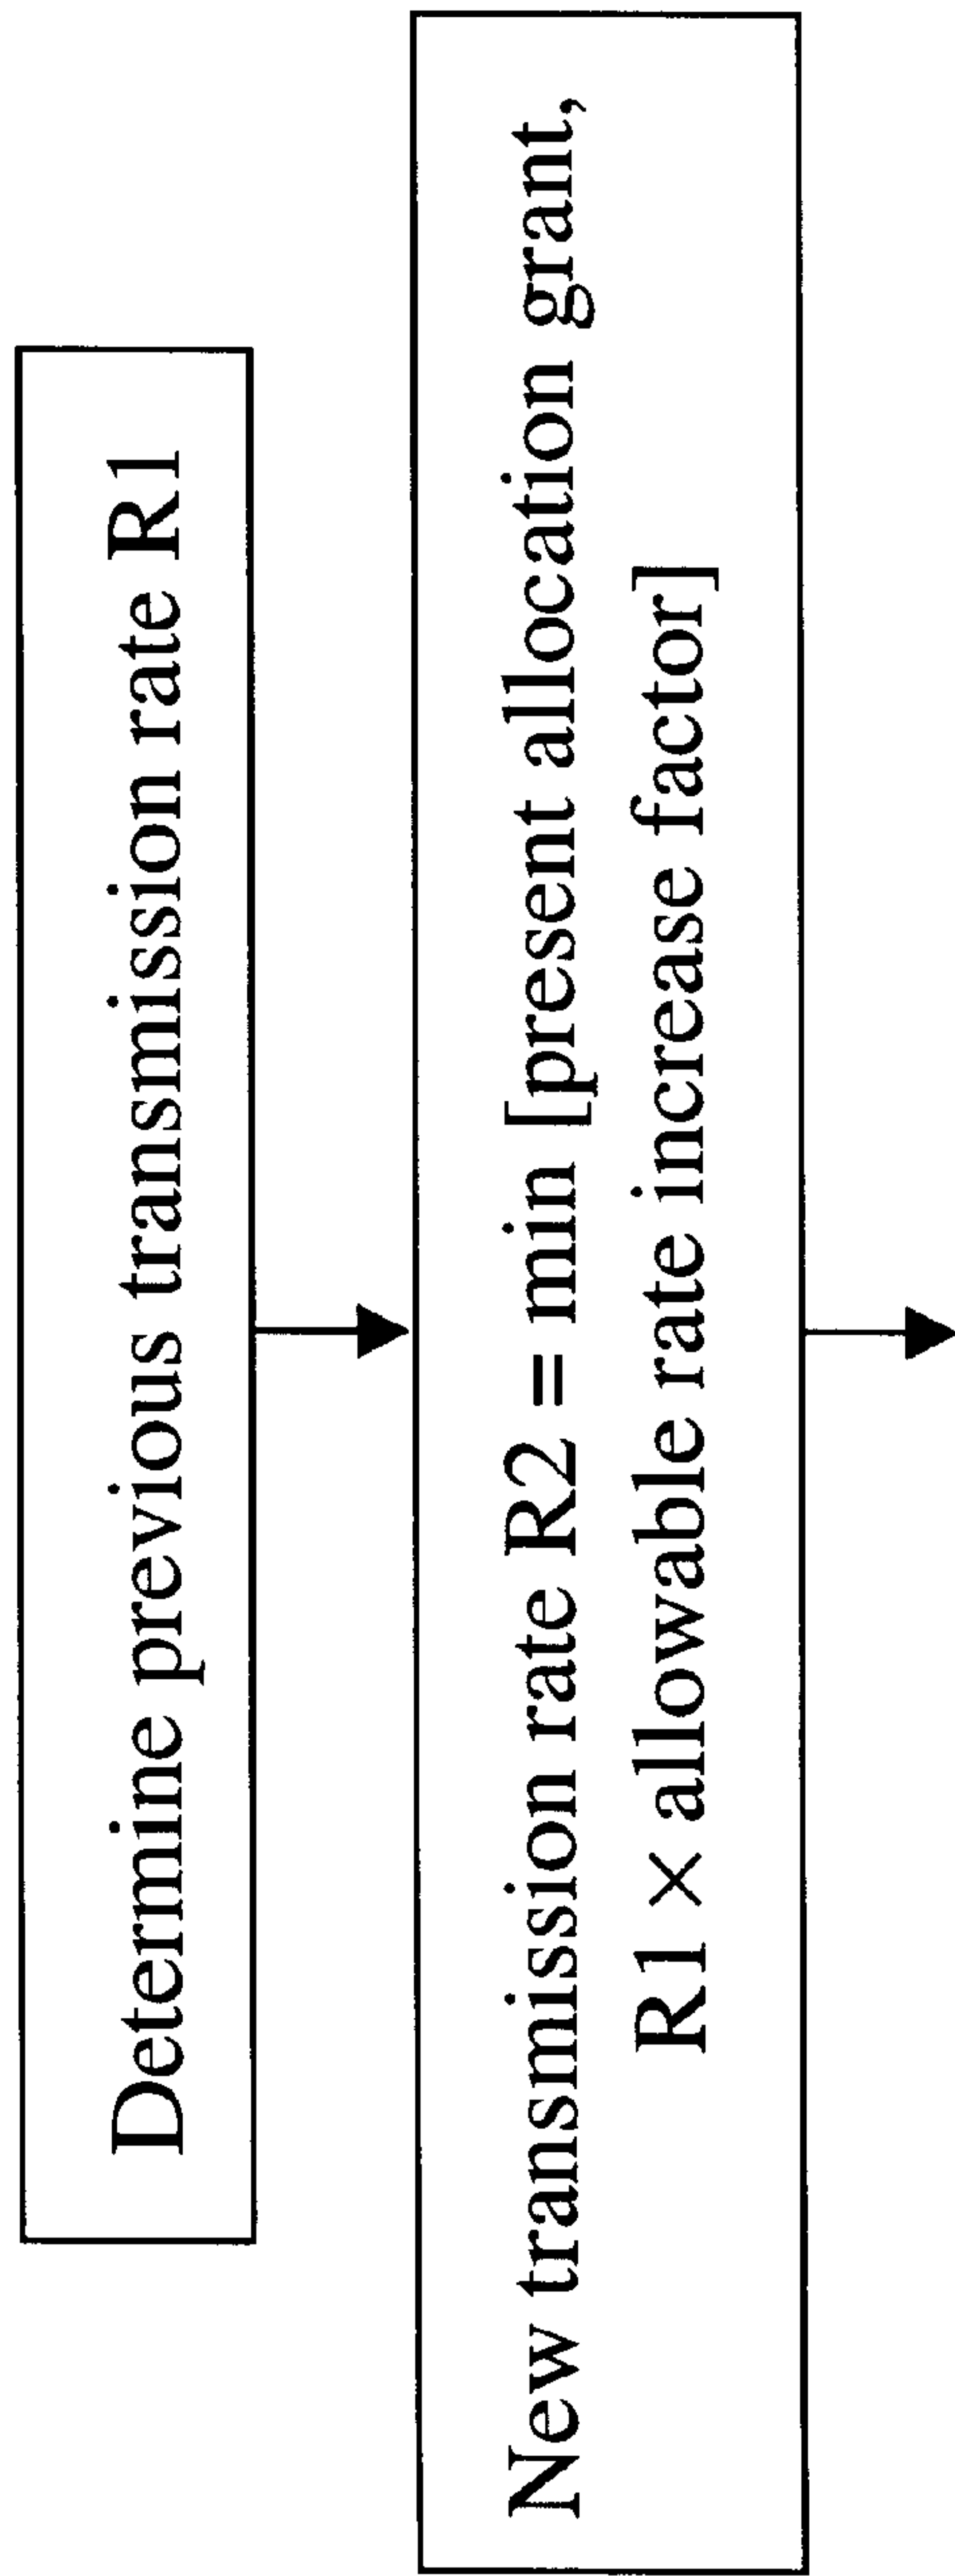 Determine previous transmission rate R1
New transmission rate R2 = min [present allocation grant,
R1 × allowable rate increase factor]